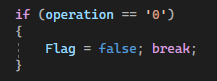 if (operation == '0')
{
Flag = false; break;
}